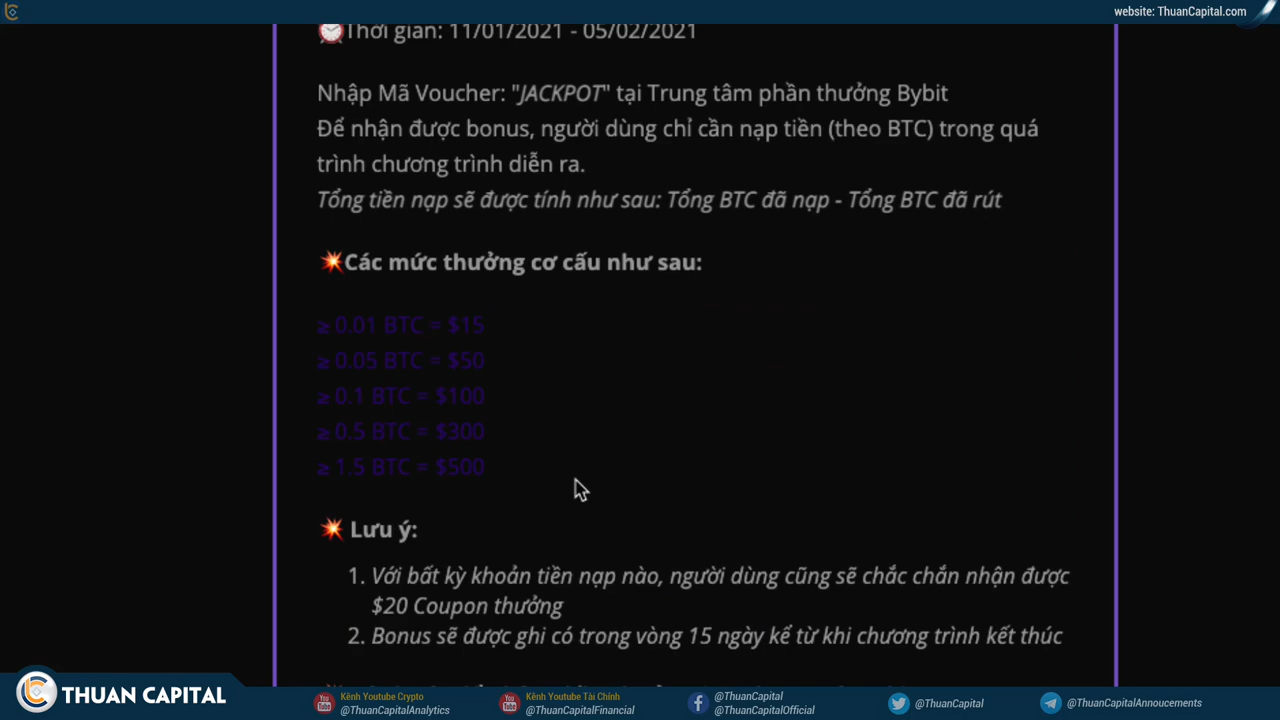 website: ThuanCapital.com
⏰Thời gian: 11/01/2021 - 05/02/2021
Nhập Mã Voucher: "JACKPOT" tại Trung tâm phần thưởng Bybit
Để nhận được bonus, người dùng chỉ cần nạp tiền (theo BTC) trong quá
trình chương trình diễn ra.
Tổng tiền nạp sẽ được tính như sau: Tổng BTC đã nạp - Tổng BTC đã rút
💥Các mức thưởng cơ cấu như sau:
≥ 0.01 BTC = $15
≥ 0.05 BTC = $50
≥ 0.1 BTC = $100
≥ 0.5 BTC = $300
≥ 1.5 BTC = $500
💥 Lưu ý:
1. Với bất kỳ khoản tiền nạp nào, người dùng cũng sẽ chắc chắn nhận được
$20 Coupon thưởng
2. Bonus sẽ được ghi có trong vòng 15 ngày kể từ khi chương trình kết thúc
THUAN CAPITAL
Kênh Youtube Crypto
@ThuanCapitalAnalytics
Kênh Youtube Tài Chính
@ThuanCapitalFinancial
@ThuanCapital
@ThuanCapitalOfficial
@ThuanCapital
@ThuanCapitalAnnoucements